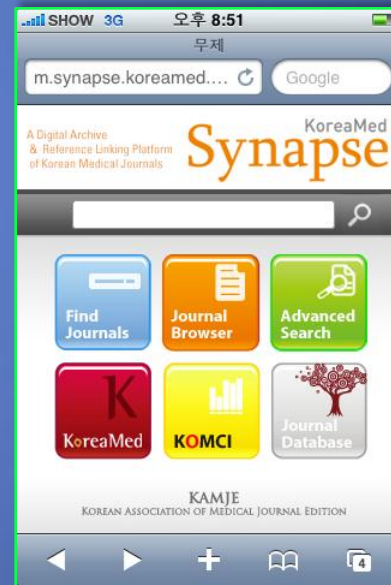 SHOW 3G 오후 8:51
무제
m.synapse.koreamed.... Google
A Digital Archive
& Reference Linking Platform
of Korean Medical Journals
KoreaMed
Synapse
Find
Journals
Journal
Browser
Advanced
Search
K
KoreaMed
KOMCI
Journal
Database
KAMJE
KOREAN ASSOCIATION OF MEDICAL JOURNAL EDITION
4